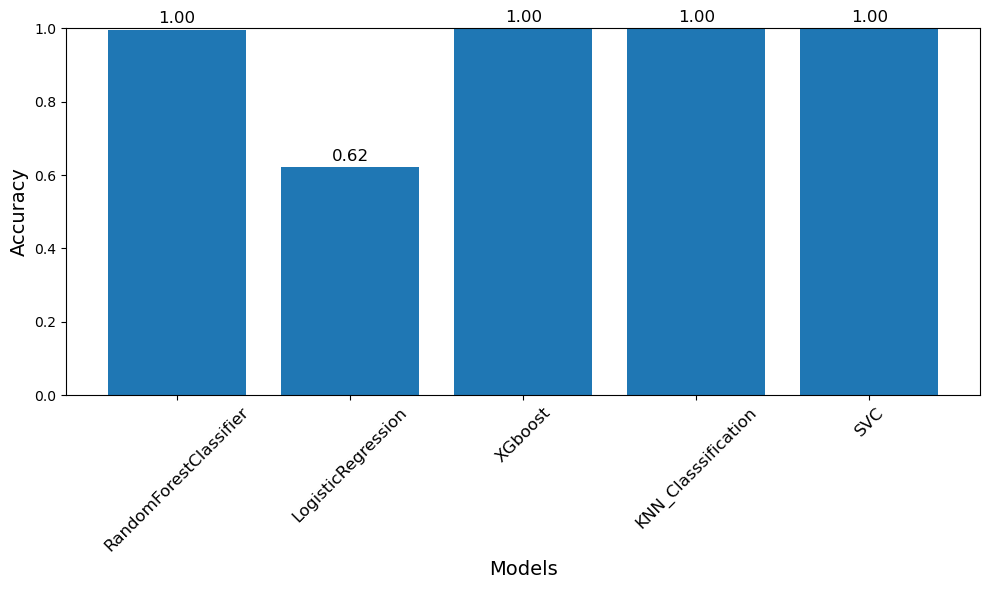 1.00
0.62
1.00
1.00
1.00
1.0
0.8
0.6
0.4
0.2
0.0
Accuracy
RandomForestClassifier
LogisticRegression
XGboost
KNN_Classsification
SVC
Models